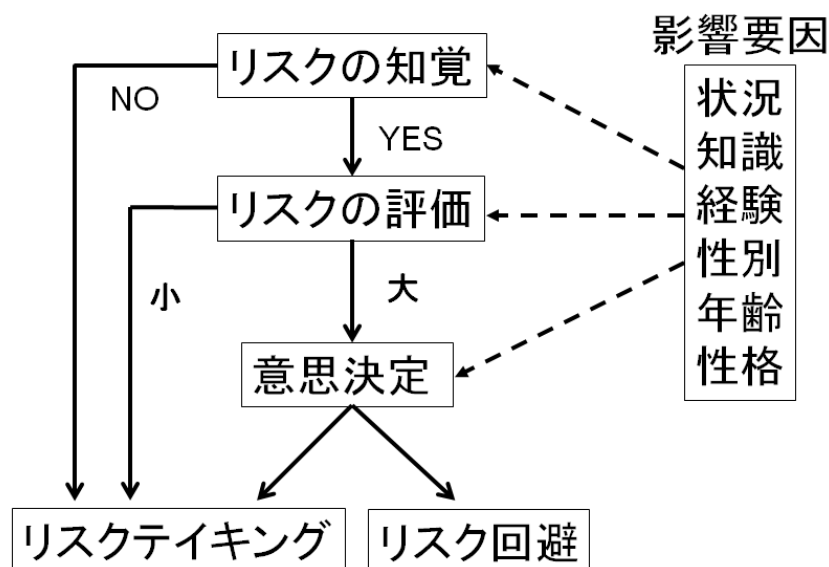 影響要因
リスクの知覚
状況
NO
YES
知識
リスクの評価
経験
性別
小
大
年齢
意思決定
性格
リスクテイキング
リスク回避